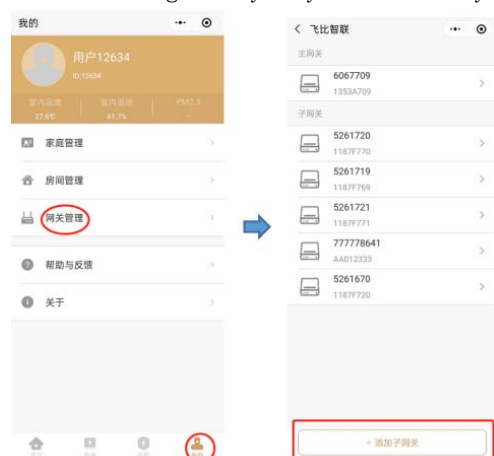 我的
用户12634
ID:12634
室内温度 室内湿度 PM2.5
27.6℃ 61.7% -
家庭管理
房间管理
网关管理
帮助与反馈
关于
我的
飞比智联
主网关
6067709
1353A709
子网关
5261720
1187F770
5261719
1187F769
5261721
1187F771
777778641
AA012333
5261670
1187F720
+ 添加子网关